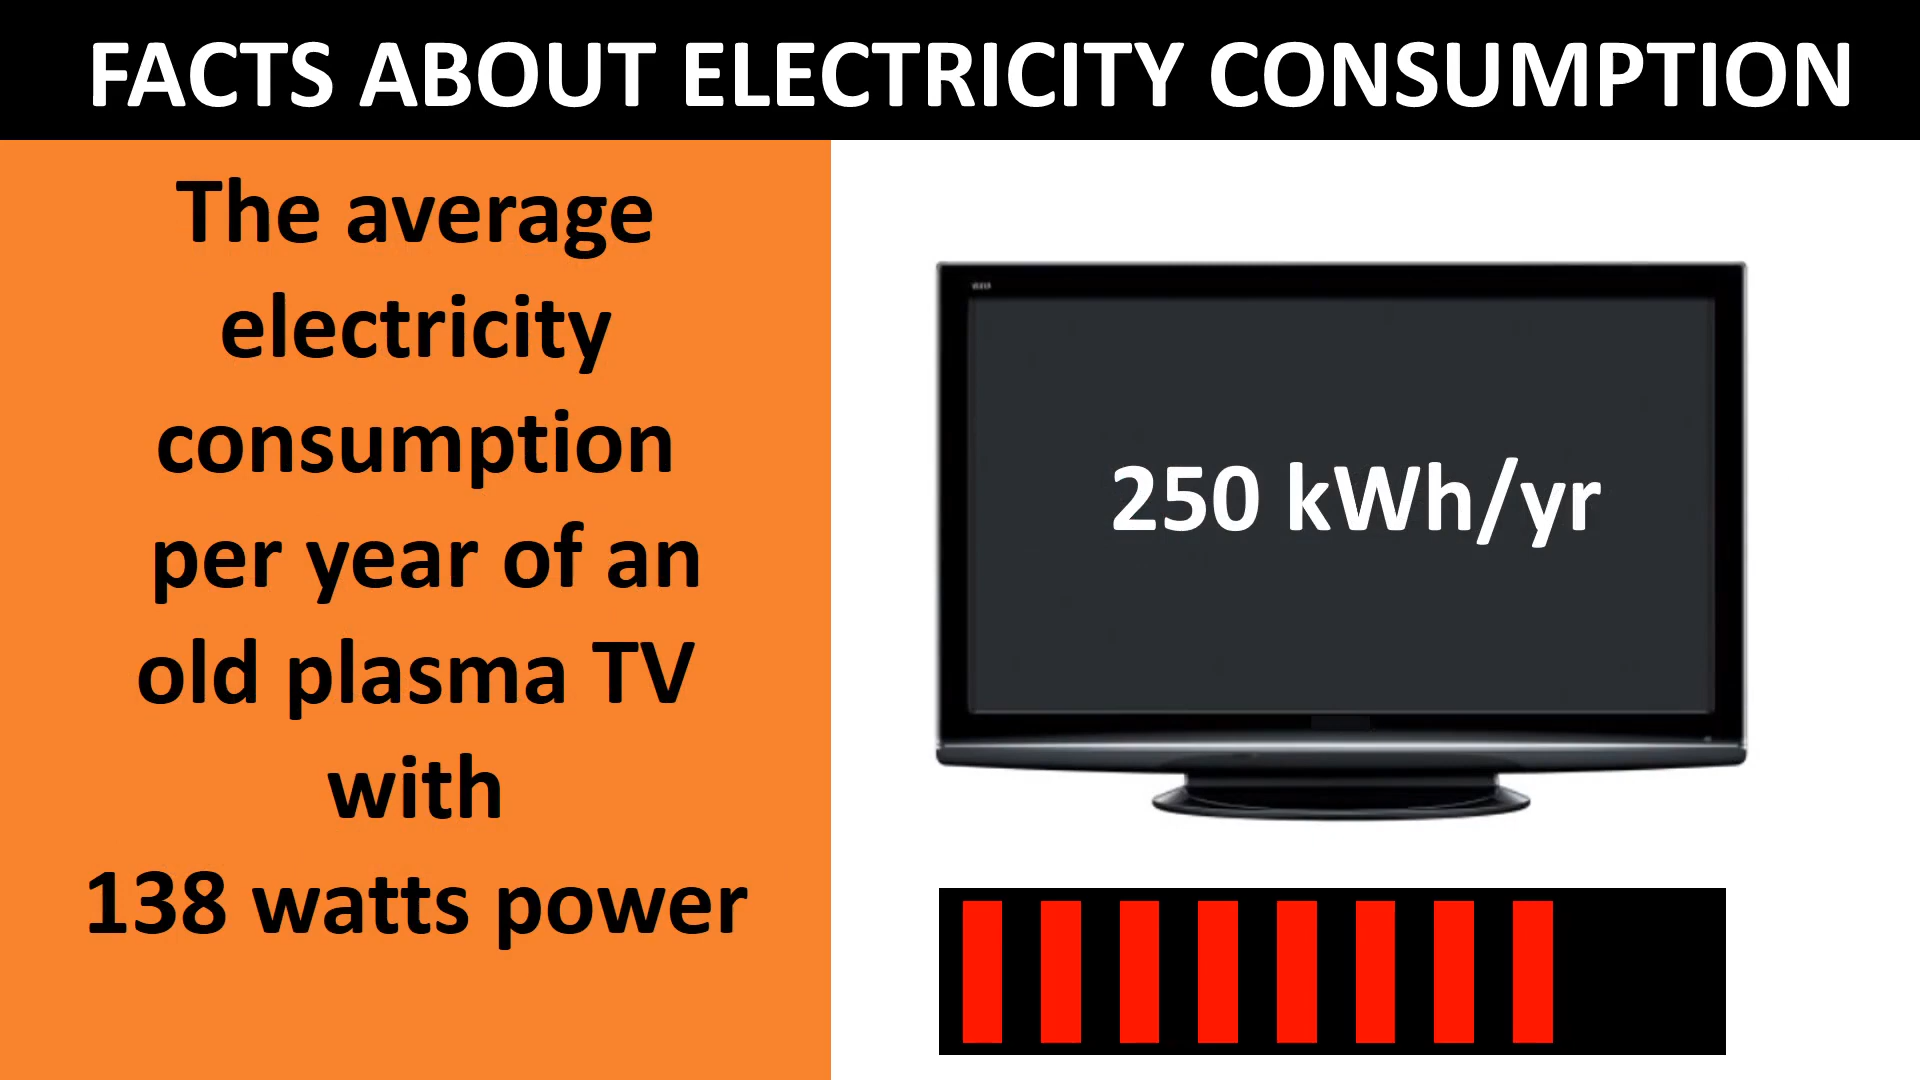 FACTS ABOUT ELECTRICITY CONSUMPTION
The average
electricity
consumption
per year of an
old plasma TV
with
138 watts power
250 kWh/yr